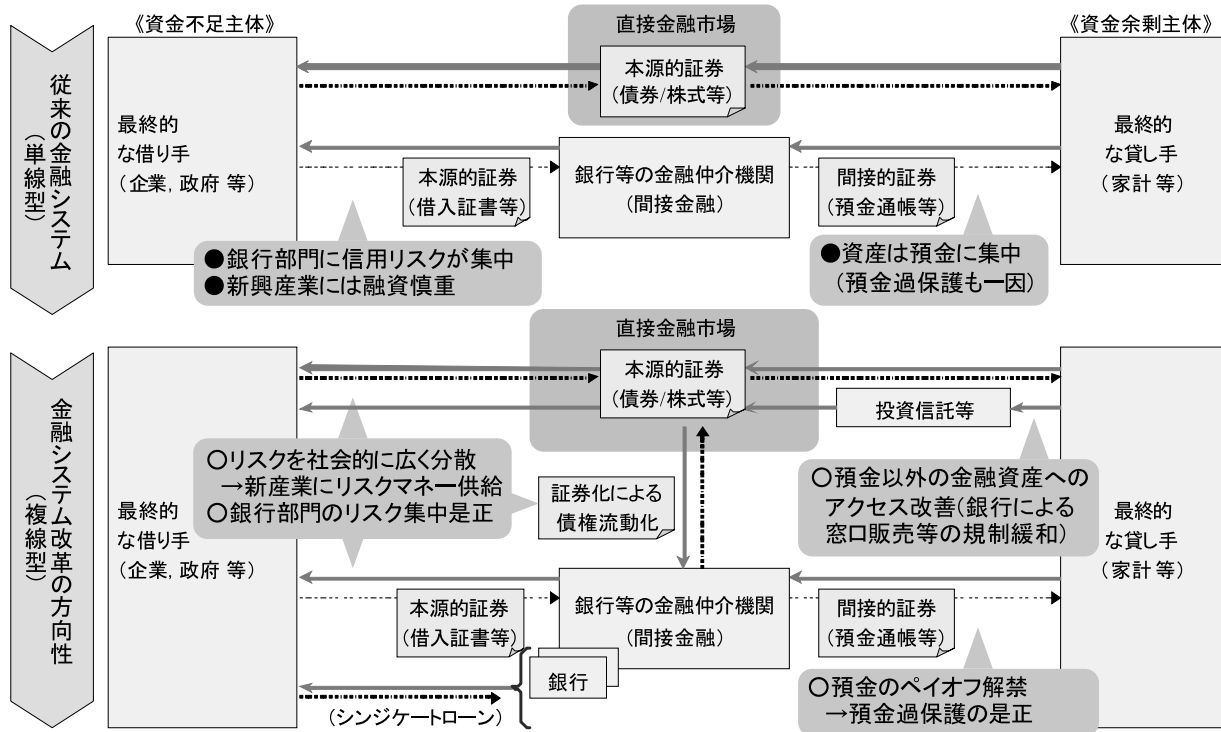 《資金不足主体》
《資金余剰主体》
従来の金融システム
(単線型)
直接金融市場
本源的証券
(債券/株式等)
最終的
な借り手
(企業, 政府 等)
本源的証券
(借入証書等)
銀行等の金融仲介機関
(間接金融)
間接的証券
(預金通帳等)
最終的
な貸し手
(家計 等)
●銀行部門に信用リスクが集中
●新興産業には融資慎重
●資産は預金に集中
(預金過保護も一因)
金融システム改革の方向性
(複線型)
直接金融市場
本源的証券
(債券/株式等)
投資信託等
○リスクを社会的に広く分散
→新産業にリスクマネー供給
○銀行部門のリスク集中是正
証券化による
債権流動化
○預金以外の金融資産への
アクセス改善(銀行による
窓口販売等の規制緩和)
最終的
な借り手
(企業, 政府 等)
最終的
な貸し手
(家計 等)
本源的証券
(借入証書等)
銀行等の金融仲介機関
(間接金融)
間接的証券
(預金通帳等)
銀行
(シンジケートローン)
○預金のペイオフ解禁
→預金過保護の是正